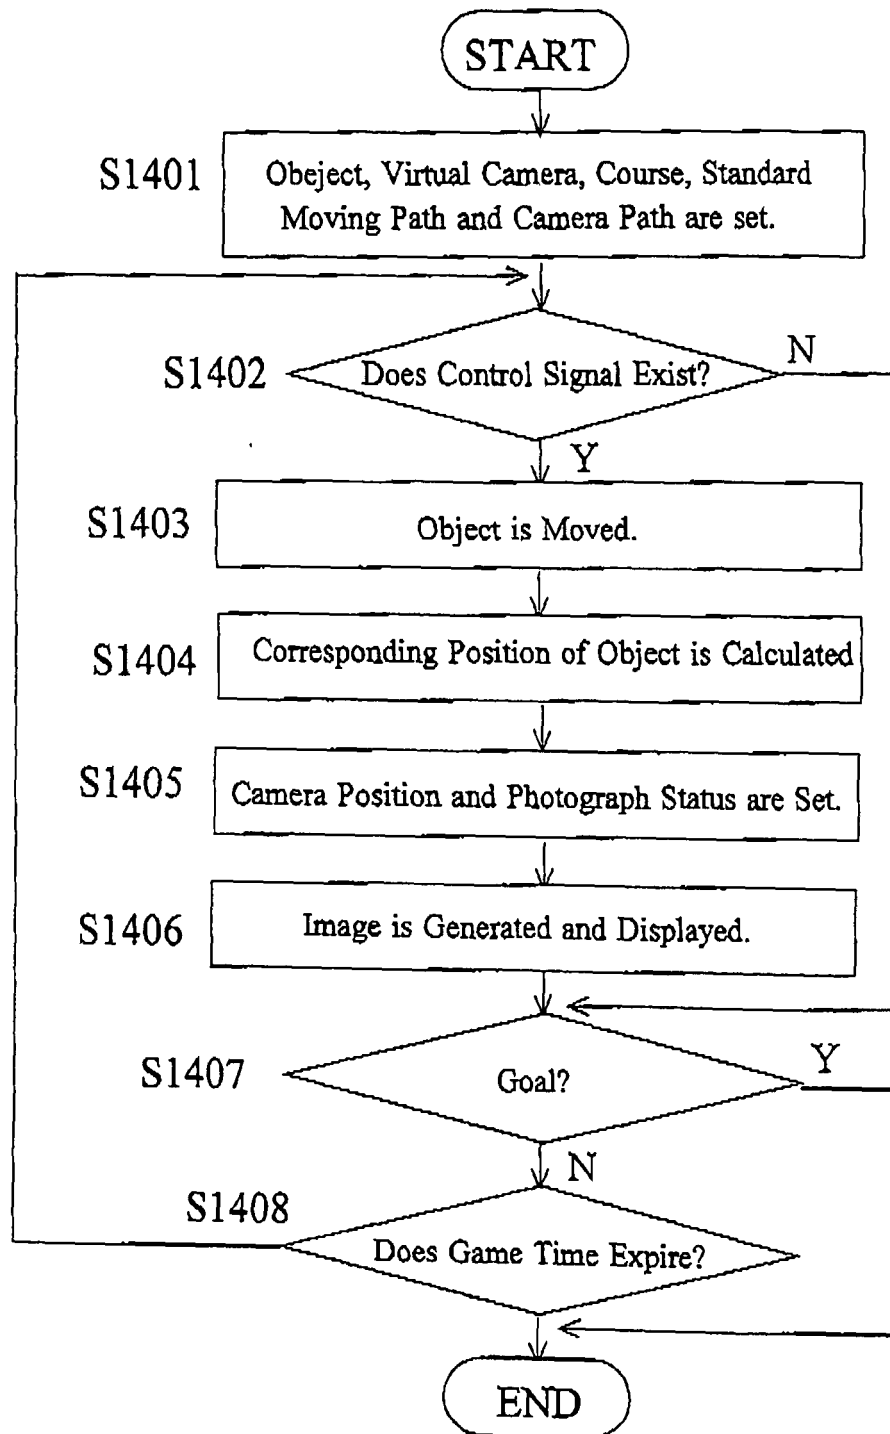 START
S1401
Obeject, Virtual Camera, Course, Standard
Moving Path and Camera Path are set.
S1402
Does Control Signal Exist?
N
Y
S1403
Object is Moved.
S1404
Corresponding Position of Object is Calculated
S1405
Camera Position and Photograph Status are Set.
S1406
Image is Generated and Displayed.
S1407
Goal?
Y
N
S1408
Does Game Time Expire?
END